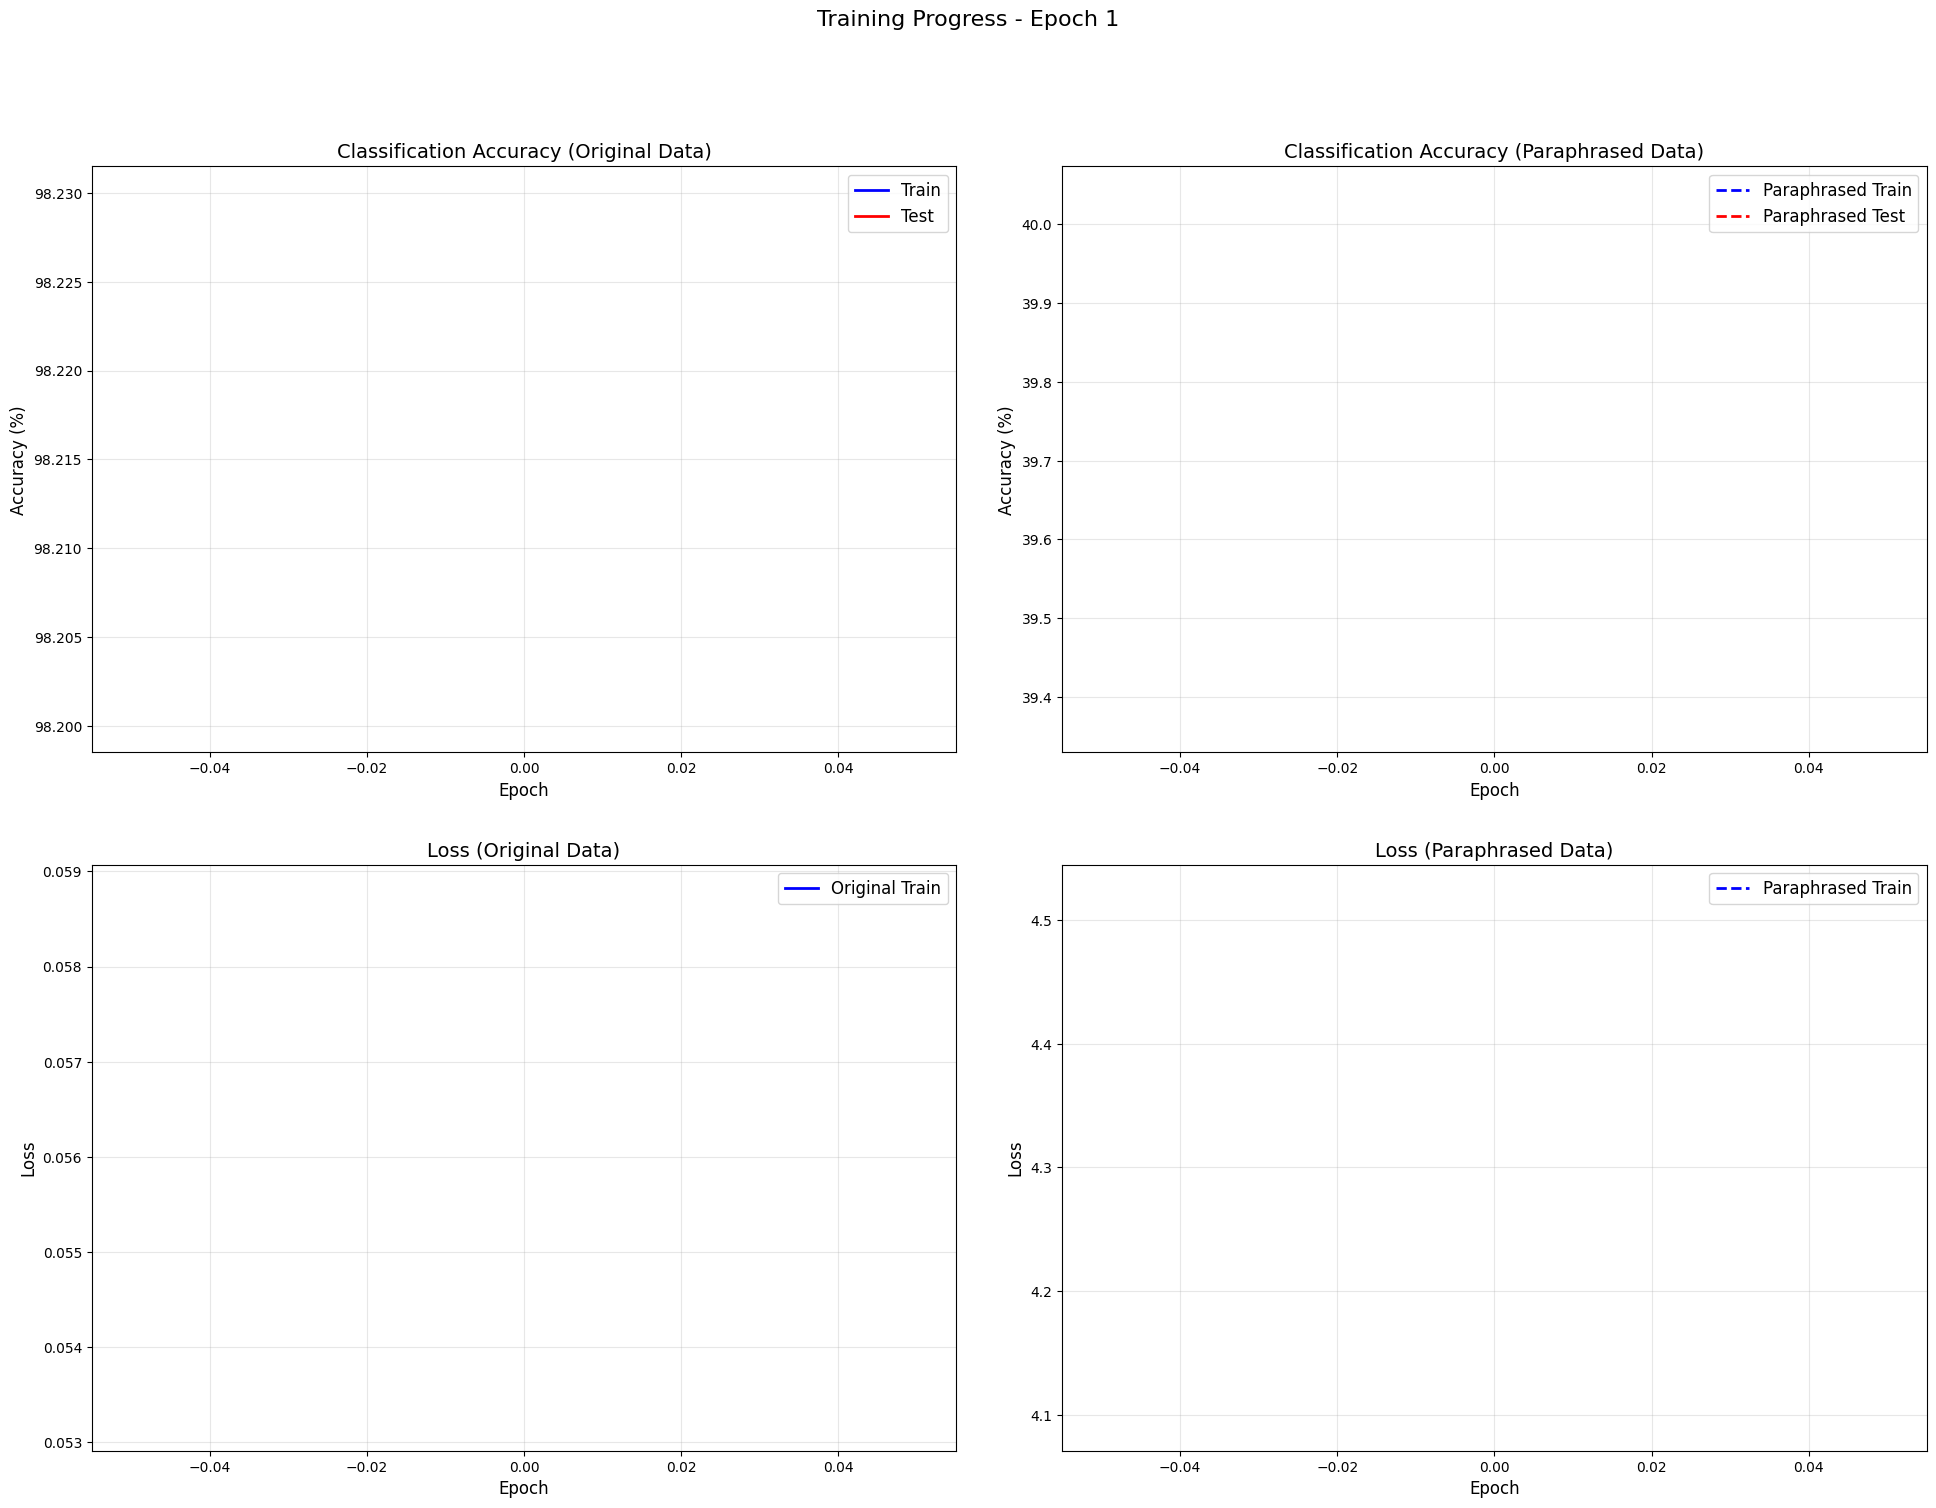 Training Progress - Epoch 1
Classification Accuracy (Original Data)
Train
Test
98.230
98.225
98.220
98.215
98.210
98.205
98.200
Accuracy (%)
−0.04
−0.02
0.00
0.02
0.04
Epoch
Classification Accuracy (Paraphrased Data)
Paraphrased Train
Paraphrased Test
40.0
39.9
39.8
39.7
39.6
39.5
39.4
Accuracy (%)
−0.04
−0.02
0.00
0.02
0.04
Epoch
Loss (Original Data)
Original Train
0.059
0.058
0.057
0.056
0.055
0.054
0.053
Loss
−0.04
−0.02
0.00
0.02
0.04
Epoch
Loss (Paraphrased Data)
Paraphrased Train
4.5
4.4
4.3
4.2
4.1
Loss
−0.04
−0.02
0.00
0.02
0.04
Epoch